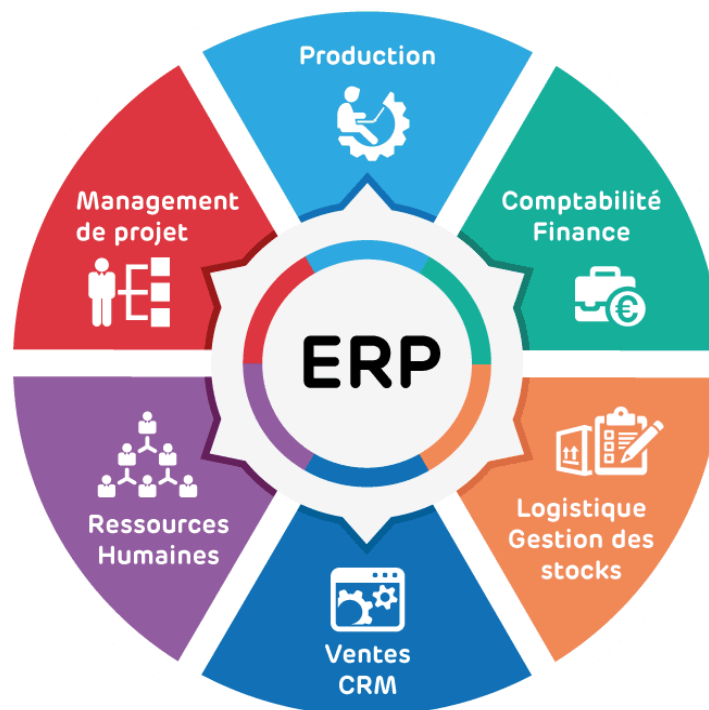 Production
Comptabilité
Finance
Logistique
Gestion des
stocks
Ventes
CRM
Ressources
Humaines
Management
de projet
ERP